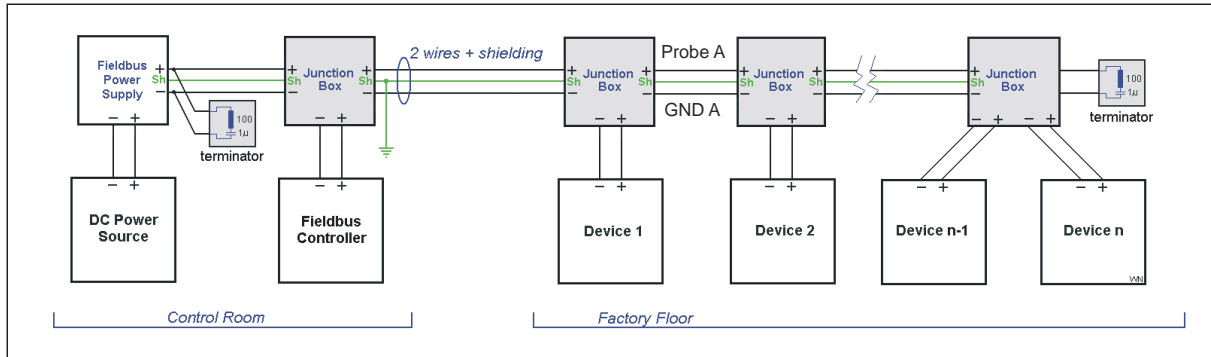 Fieldbus
Power
Supply
+
Sh
−
− +
100
1µ
terminator
− +
DC Power
Source
+
Sh
−
Junction
Box
− +
− +
Fieldbus
Controller
2 wires + shielding
+
Sh
−
Junction
Box
− +
− +
Device 1
Probe A
GND A
+
Sh
−
Junction
Box
− +
− +
Device 2
+
Sh
−
Junction
Box
− + − +
100
1µ
terminator
− +
Device n-1
− +
Device n
WN
Control Room
Factory Floor